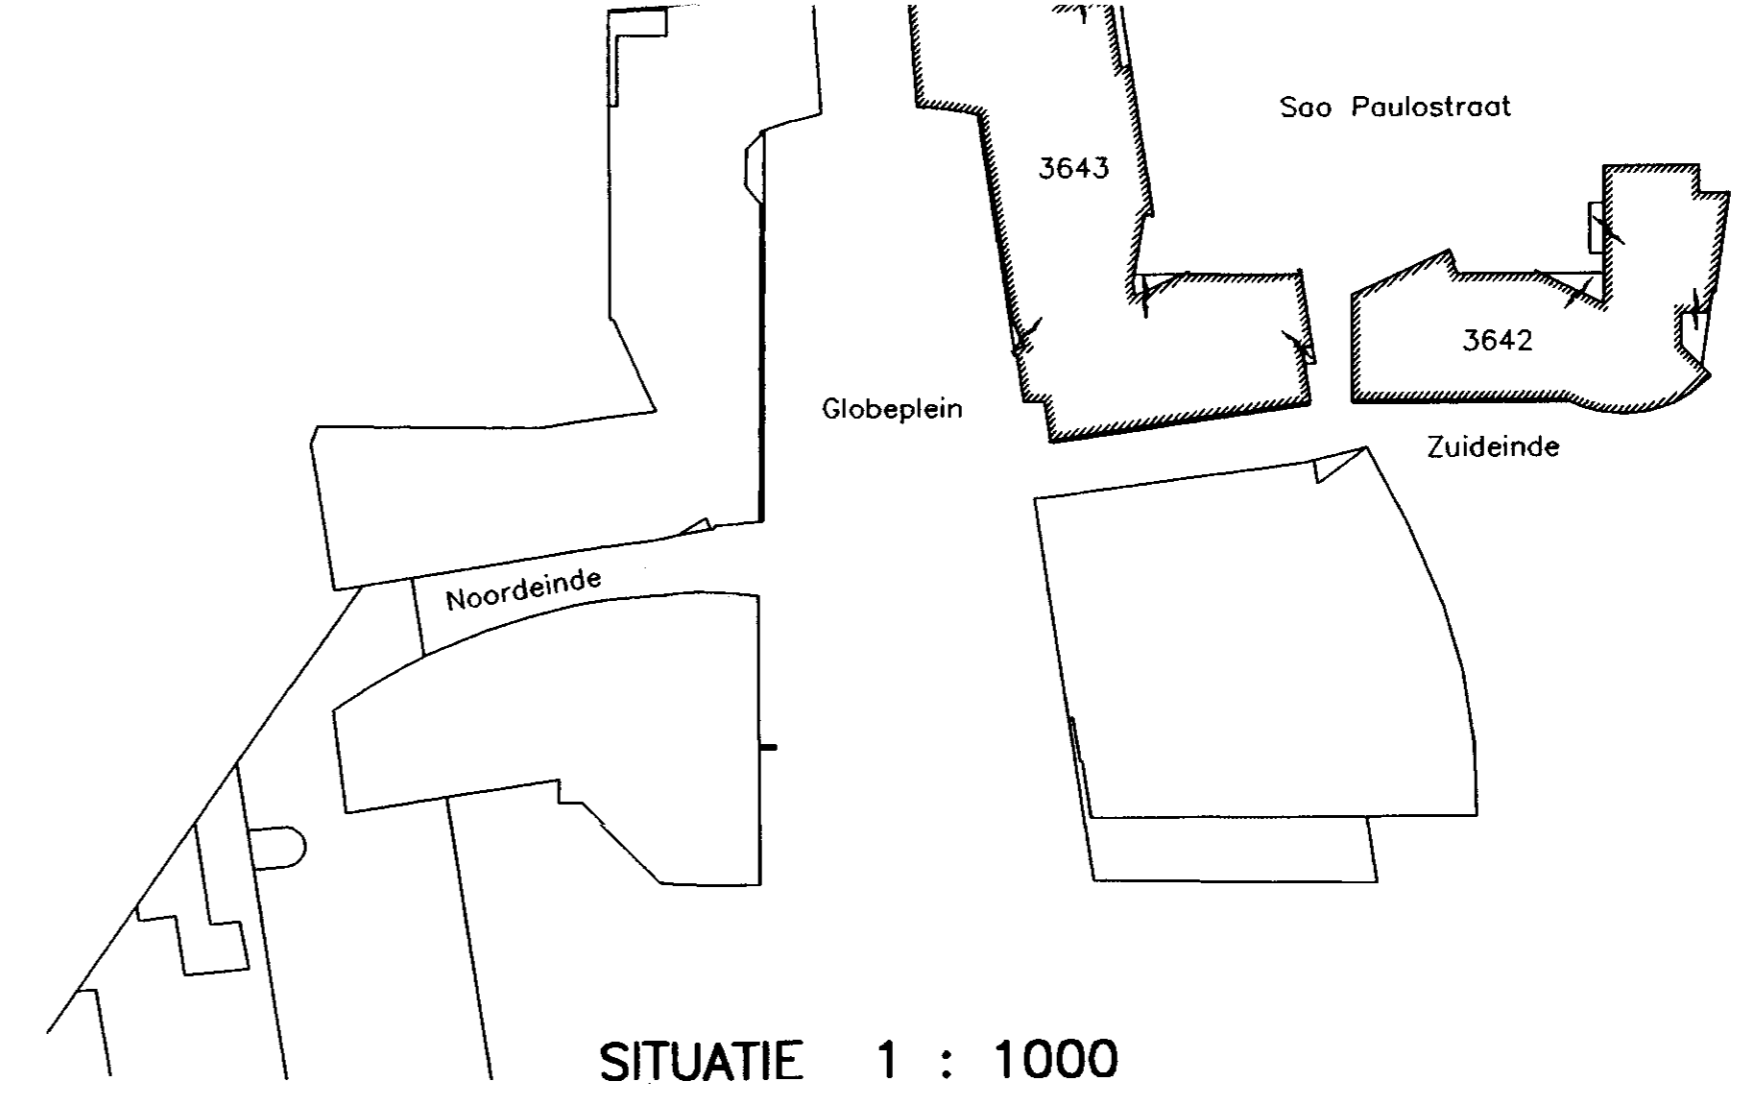 Sao Paulostraat
3643
3642
Globeplein
Zuideinde
Noordeinde
SITUATIE 1 : 1000